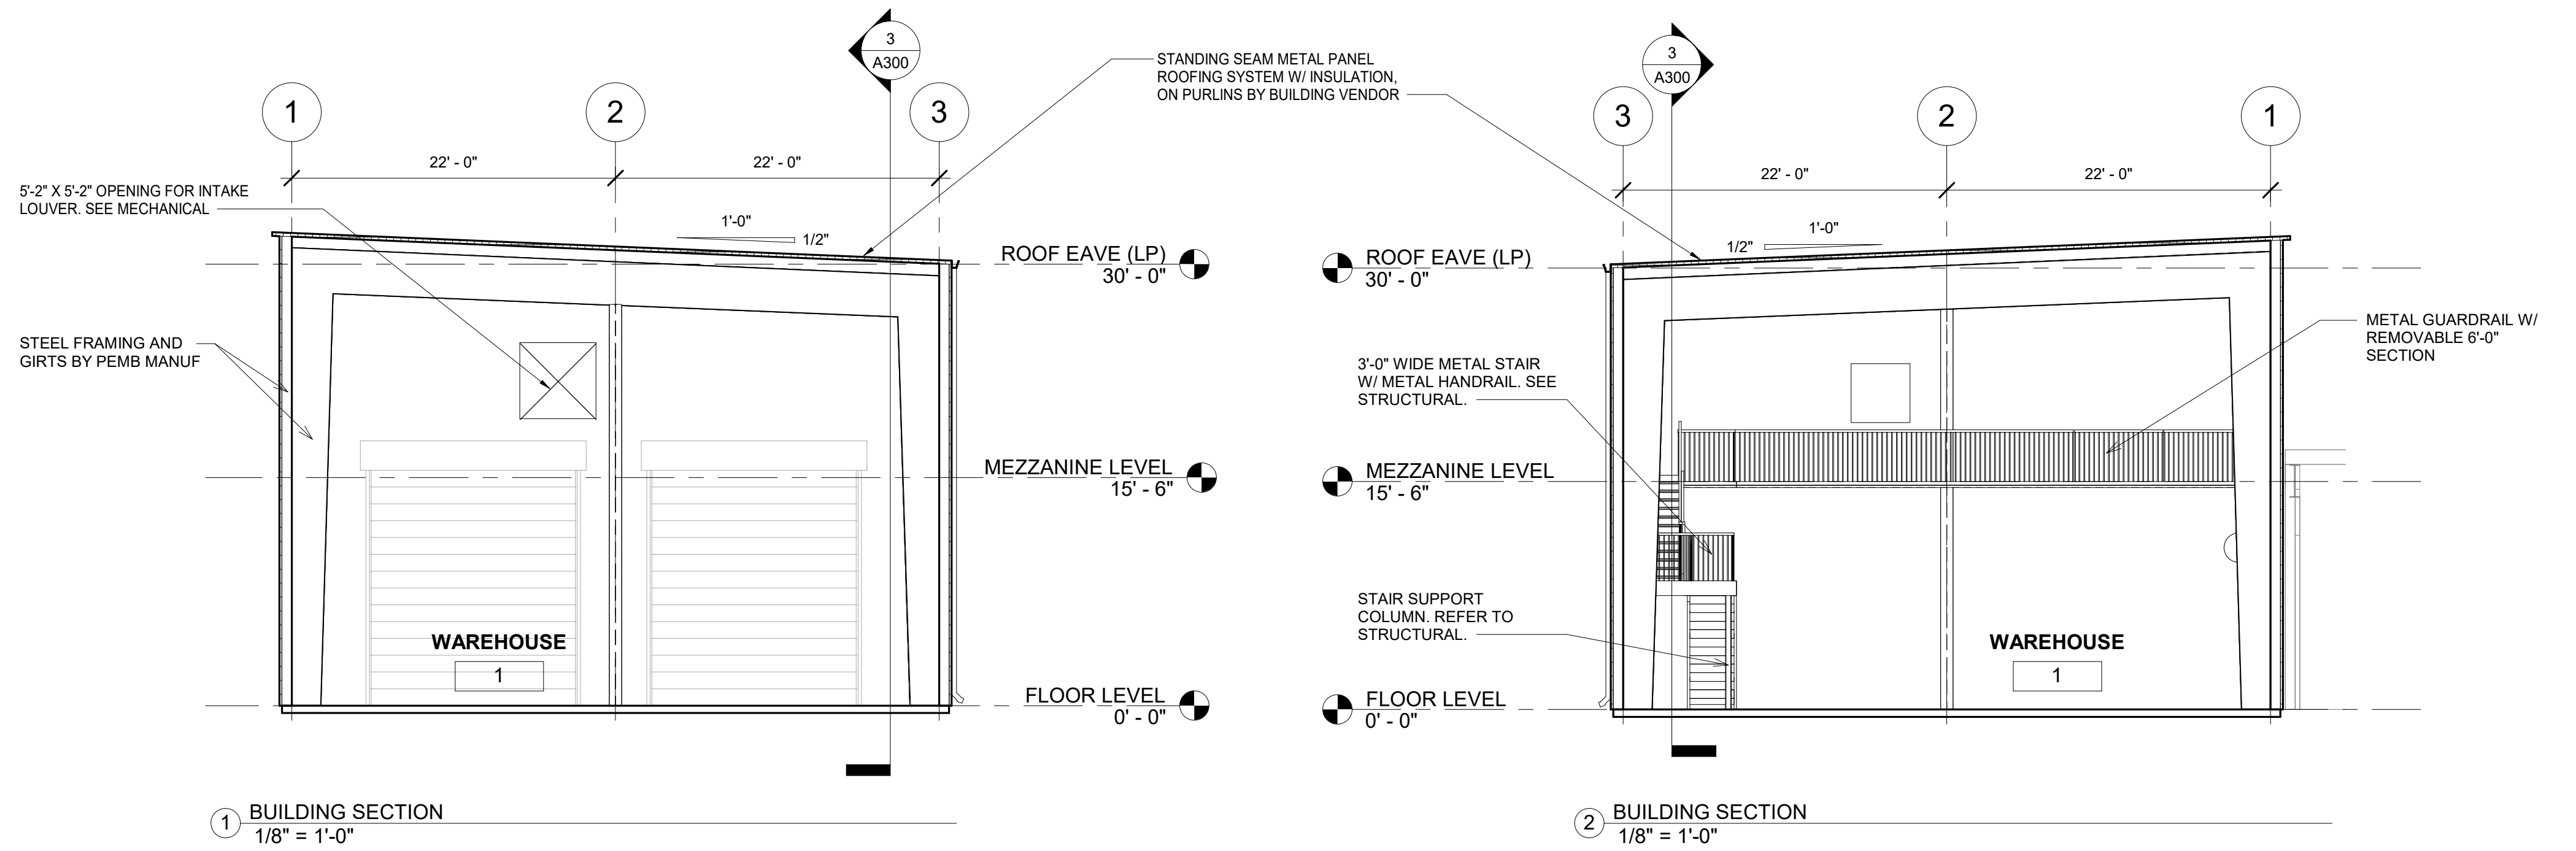 3
A300
3
A300
STANDING SEAM METAL PANEL
ROOFING SYSTEM W/ INSULATION,
ON PURLINS BY BUILDING VENDOR
1
2
3
3
2
1
22' - 0"
22' - 0"
22' - 0"
22' - 0"
5'-2" X 5'-2" OPENING FOR INTAKE
LOUVER. SEE MECHANICAL
1'-0"
1/2"
1'-0"
1/2"
ROOF EAVE (LP)
30' - 0"
ROOF EAVE (LP)
30' - 0"
STEEL FRAMING AND
GIRTS BY PEMB MANUF
METAL GUARDRAIL W/
REMOVABLE 6'-0"
SECTION
3'-0" WIDE METAL STAIR
W/ METAL HANDRAIL. SEE
STRUCTURAL.
MEZZANINE LEVEL
15' - 6"
MEZZANINE LEVEL
15' - 6"
STAIR SUPPORT
COLUMN. REFER TO
STRUCTURAL.
WAREHOUSE
1
WAREHOUSE
1
FLOOR LEVEL
0' - 0"
FLOOR LEVEL
0' - 0"
1 BUILDING SECTION
1/8" = 1'-0"
2 BUILDING SECTION
1/8" = 1'-0"